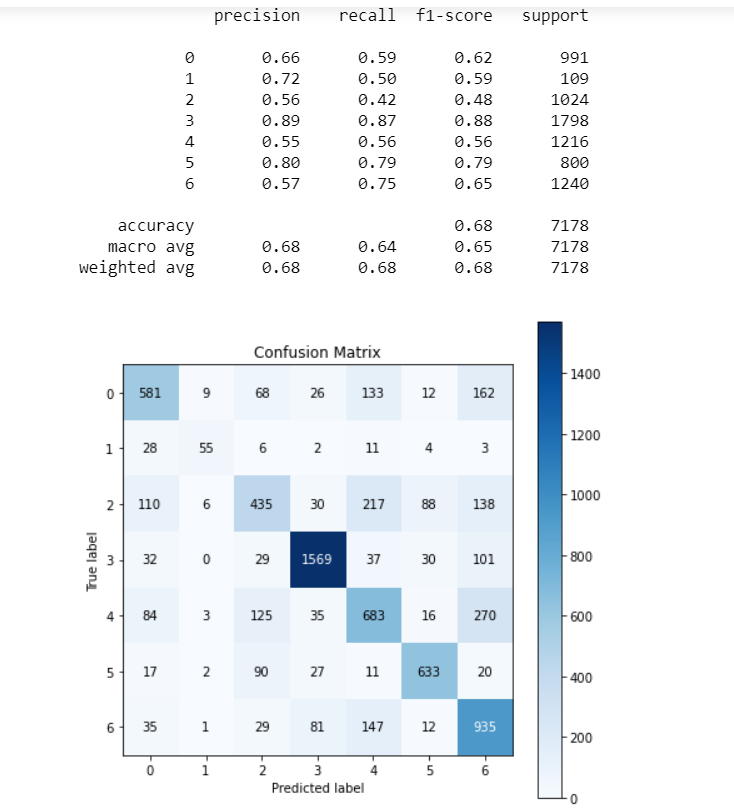 precision recall f1-score support
0 0.66 0.59 0.62 991
1 0.72 0.50 0.59 109
2 0.56 0.42 0.48 1024
3 0.89 0.87 0.88 1798
4 0.55 0.56 0.56 1216
5 0.80 0.79 0.79 800
6 0.57 0.75 0.65 1240
accuracy 0.68 7178
macro avg 0.68 0.64 0.65 7178
weighted avg 0.68 0.68 0.68 7178
Confusion Matrix
True label
0 581 9 68 26 133 12 162
1 28 55 6 2 11 4 3
2 110 6 435 30 217 88 138
3 32 0 29 1569 37 30 101
4 84 3 125 35 683 16 270
5 17 2 90 27 11 633 20
6 35 1 29 81 147 12 935
0 1 2 3 4 5 6
Predicted label
1400
1200
1000
800
600
400
200
0